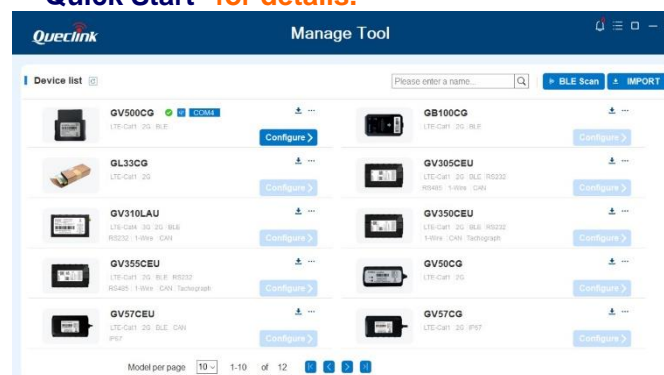 Quick Start" for details.
Queclink
Manage Tool
Device list
Please enter a name...
BLE Scan
IMPORT
GV500CG COM4
LTE-Cat1 2G BLE
Configure >
GB100CG
LTE-Cat1 2G BLE
Configure >
GL33CG
LTE-Cat1 2G
Configure >
GV305CEU
LTE-Cat1 2G BLE RS232
RS485 1-Wire CAN
Configure >
GV310LAU
LTE-Cat4 3G 2G BLE
RS232 1-Wire CAN
Configure >
GV350CEU
LTE-Cat1 2G BLE RS232
1-Wire CAN Tachograph
Configure >
GV355CEU
LTE-Cat1 2G BLE RS232
RS485 1-Wire CAN Tachograph
Configure >
GV50CG
LTE-Cat1 2G
Configure >
GV57CEU
LTE-Cat1 2G BLE CAN
IP67
Configure >
GV57CG
LTE-Cat1 2G IP67
Configure >
Model per page 10 1-10 of 12